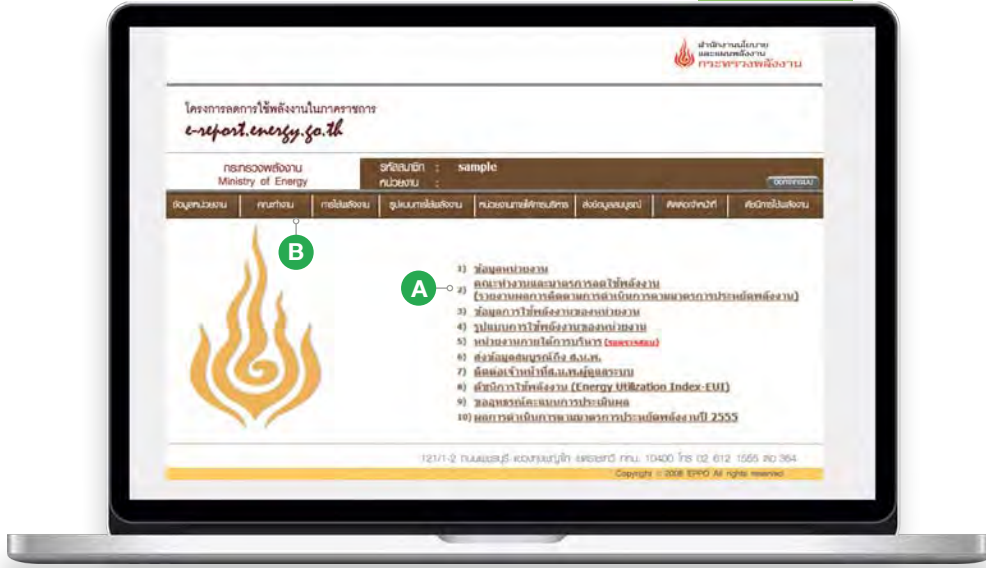 สำนักงานนโยบาย
และแผนพลังงาน
กระทรวงพลังงาน
โครงการลดการใช้พลังงานในภาคราชการ
e-report.energy.go.th
กระทรวงพลังงาน
Ministry of Energy
รหัสสมาชิก : sample
หน่วยงาน :
ออกจากระบบ
ข้อมูลหน่วยงาน คณะทำงาน การใช้พลังงาน รูปแบบการใช้พลังงาน หน่วยงานภายใต้การบริหาร ส่งข้อมูลสมบูรณ์ ติดต่อเจ้าหน้าที่ ดัชนีการใช้พลังงาน
B
A
1) ข้อมูลหน่วยงาน
2) คณะทำงานและมาตรการลดใช้พลังงาน
(รายงานผลการติดตามการดำเนินการตามมาตรการประหยัดพลังงาน)
3) ข้อมูลการใช้พลังงานของหน่วยงาน
4) รูปแบบการใช้พลังงานของหน่วยงาน
5) หน่วยงานภายใต้การบริหาร (รอตรวจสอบ)
6) ส่งข้อมูลสมบูรณ์ถึง ส.น.พ.
7) ติดต่อเจ้าหน้าที่ส.น.พ.ผู้ดูแลระบบ
8) ดัชนีการใช้พลังงาน (Energy Utilization Index-EUI)
9) ขออุทธรณ์คะแนนการประเมินผล
10) ผลการดำเนินการตามมาตรการประหยัดพลังงานปี 2555
121/1-2 ถนนเพชรบุรี แขวงทุ่งพญาไท เขตราชเทวี กทม. 10400 โทร 02 612 1555 ต่อ 364
Copyright © 2008 EPPO All rights reserved